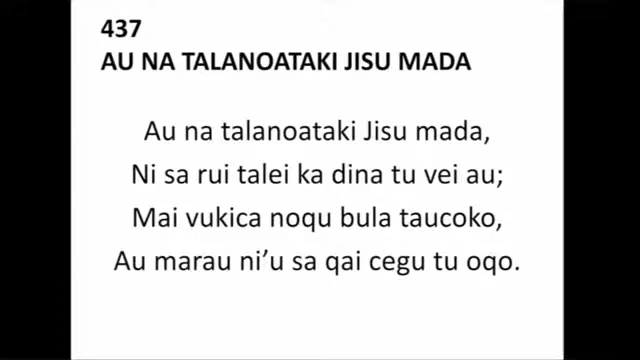 437
AU NA TALANOATAKI JISU MADA
Au na talanoataki Jisu mada,
Ni sa rui talei ka dina tu vei au;
Mai vukica noqu bula taucoko,
Au marau ni’u sa qai cegu tu oqo.